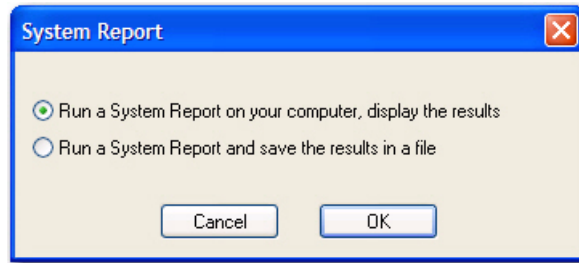 System Report
Run a System Report on your computer, display the results
Run a System Report and save the results in a file
Cancel OK